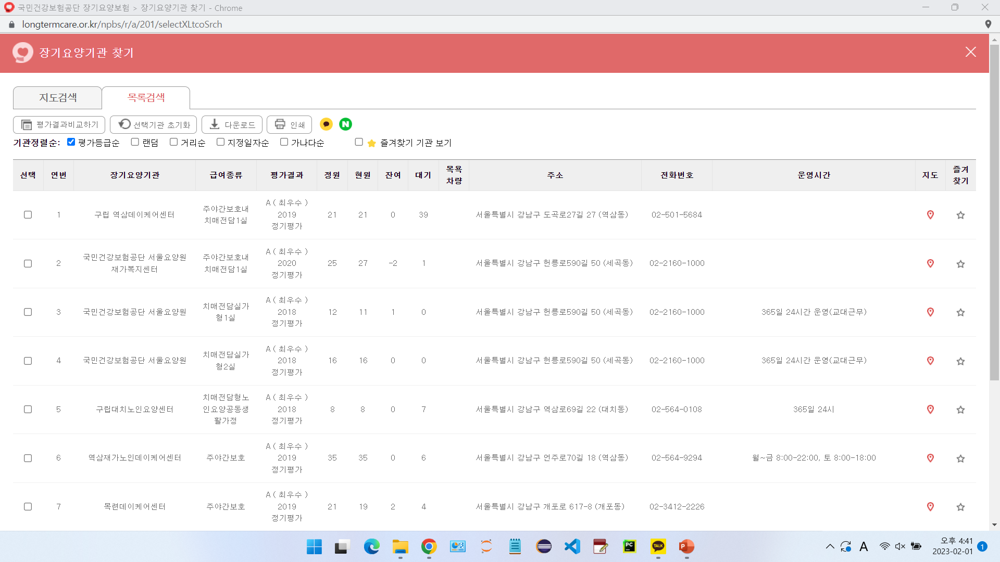 국민건강보험공단 장기요양보험 > 장기요양기관 찾기 - Chrome
longtermcare.or.kr/npbs/r/a/201/selectXLtcoSrch
장기요양기관 찾기
지도검색 목록검색
평가결과비교하기 선택기관 초기화 다운로드 인쇄 N
기관정렬순: 평가등급순 랜덤 거리순 지정일자순 가나다순 즐겨찾기 기관 보기
선택 연번 장기요양기관 급여종류 평가결과 정원 현원 잔여 대기 목욕 주소 전화번호 운영시간 지도 즐겨
차량 찾기
주야간보호내 A ( 최우수 )
1 구립 역삼데이케어센터 치매전담1실 2019 21 21 0 39 서울특별시 강남구 도곡로27길 27 (역삼동) 02-501-5684
정기평가
국민건강보험공단 서울요양원 주야간보호내 A ( 최우수 )
2 재가복지센터 치매전담1실 2020 25 27 -2 1 서울특별시 강남구 헌릉로590길 50 (세곡동) 02-2160-1000
정기평가
치매전담실가 A ( 최우수 )
3 국민건강보험공단 서울요양원 형1실 2018 12 11 1 0 서울특별시 강남구 헌릉로590길 50 (세곡동) 02-2160-1000 365일 24시간 운영(교대근무)
정기평가
치매전담실가 A ( 최우수 )
4 국민건강보험공단 서울요양원 형2실 2018 16 16 0 0 서울특별시 강남구 헌릉로590길 50 (세곡동) 02-2160-1000 365일 24시간 운영(교대근무)
정기평가
치매전담형노 A ( 최우수 )
5 구립대치노인요양센터 인요양공동생 2018 8 8 0 7 서울특별시 강남구 역삼로69길 22 (대치동) 02-564-0108 365일 24시
활가정 정기평가
A ( 최우수 )
6 역삼재가노인데이케어센터 주야간보호 2019 35 35 0 6 서울특별시 강남구 언주로70길 18 (역삼동) 02-564-9294 월~금 8:00-22:00, 토 8:00-18:00
정기평가
A ( 최우수 )
7 목련데이케어센터 주야간보호 2019 21 19 2 4 서울특별시 강남구 개포로 617-8 (개포동) 02-3412-2226
정기평가
PC TALK P A 오후 4:41
2023-02-01 1